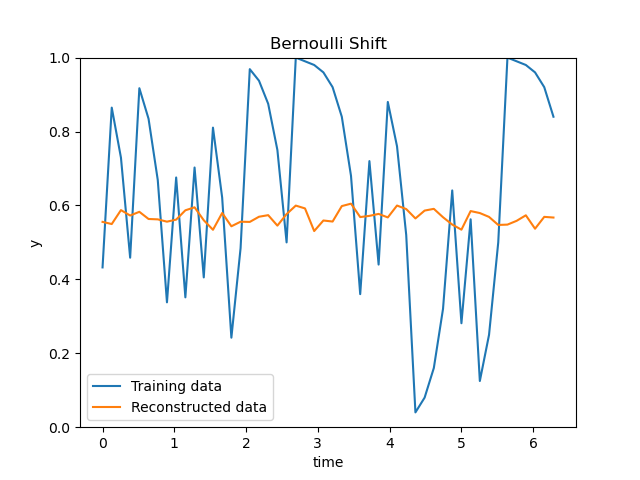 Bernoulli Shift
1.0
0.8
0.6
0.4
0.2
0.0
y
Training data
Reconstructed data
0 1 2 3 4 5 6
time